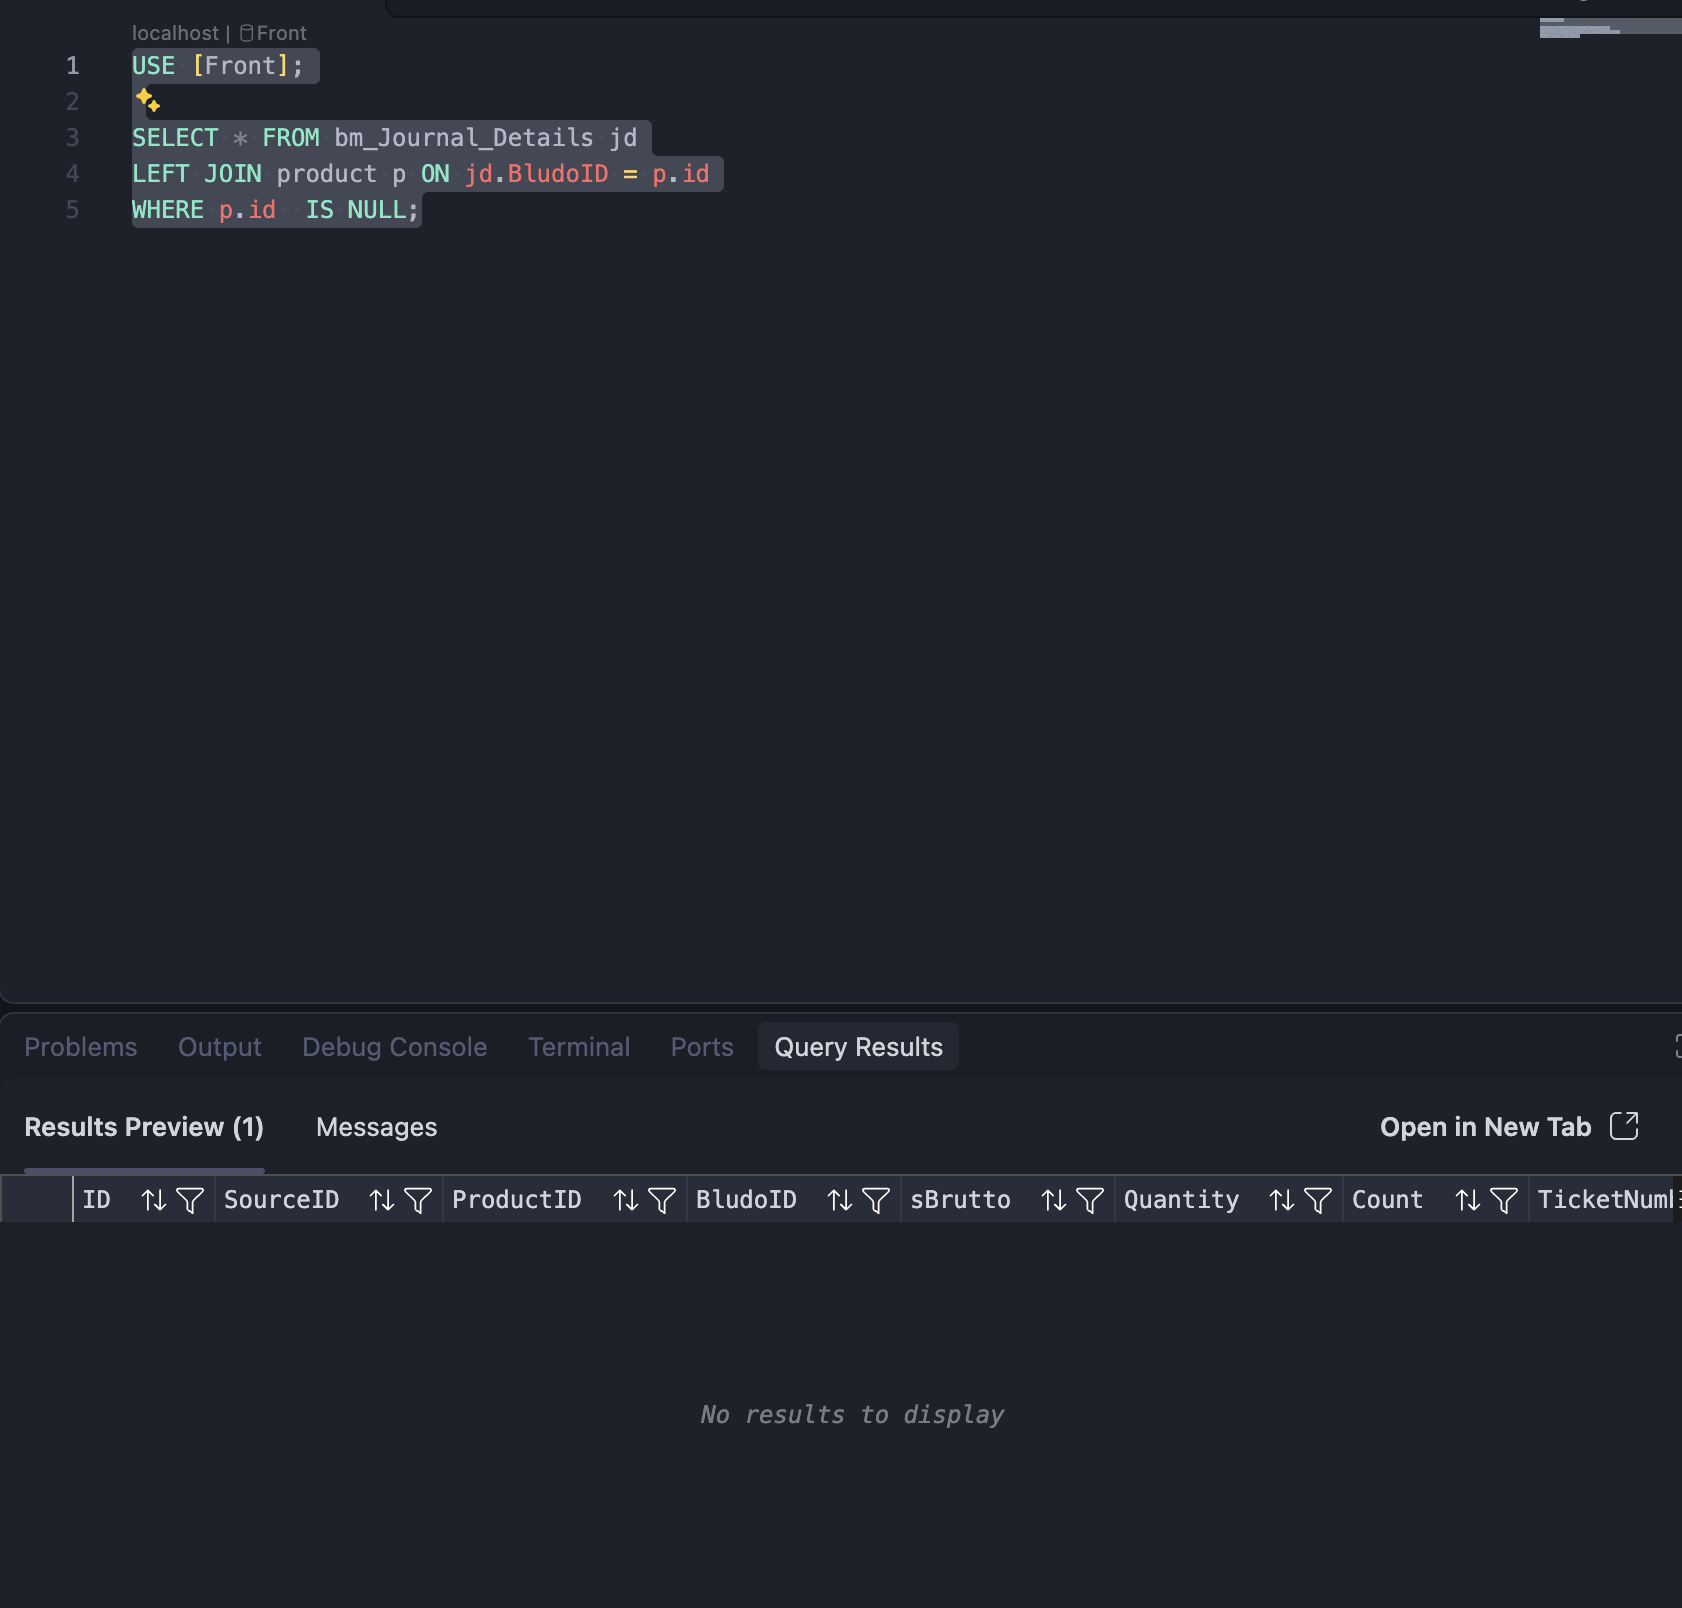 localhost | Front
1 USE [Front];
2
3 SELECT * FROM bm_Journal_Details jd
4 LEFT JOIN product p ON jd.BludoID = p.id
5 WHERE p.id  IS NULL;
Problems Output Debug Console Terminal Ports Query Results
Results Preview (1) Messages Open in New Tab
ID SourceID ProductID BludoID sBrutto Quantity Count
No results to display